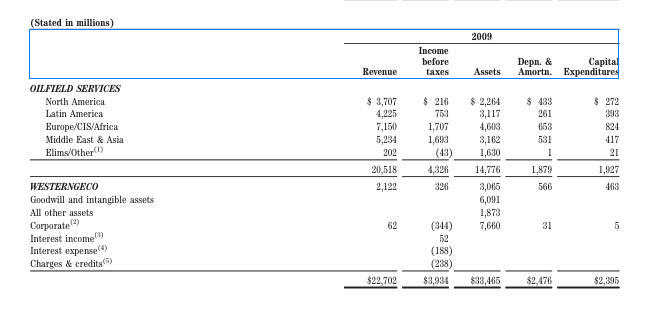 (Stated in millions)
2009
Income
before
Depn. &
Capital
Revenue
taxes
Assets
Amortn.
Expenditures
OILFIELD SERVICES
North America $ 3,707 $ 216 $ 2,264 $ 433 $ 272
Latin America 4,225 753 3,117 261 393
Europe/CIS/Africa 7,150 1,707 4,603 653 824
Middle East & Asia 5,234 1,693 3,162 531 417
Elims/Other(1) 202 (43) 1,630 1 21
20,518 4,326 14,776 1,879 1,927
WESTERNGECO 2,122 326 3,065 566 463
Goodwill and intangible assets 6,091
All other assets 1,873
Corporate(2) 62 (344) 7,660 31 5
Interest income(3) 52
Interest expense(4) (188)
Charges & credits(5) (238)
$22,702 $3,934 $33,465 $2,476 $2,395